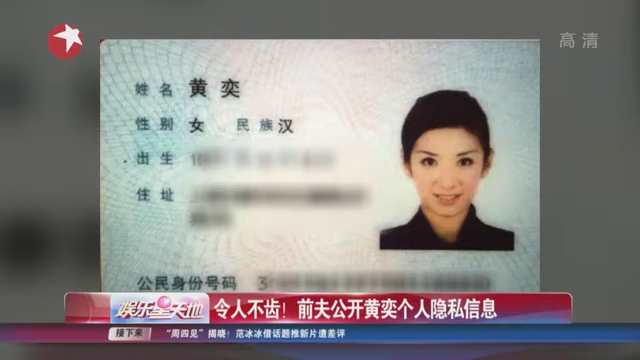 高清
姓名 黄奕
性别 女 民族 汉
出生
住址
公民身份号码 3
娱乐星天地
令人不齿！前夫公开黄奕个人隐私信息
接下来 “周四见”揭晓！范冰冰借话题推新片遭差评